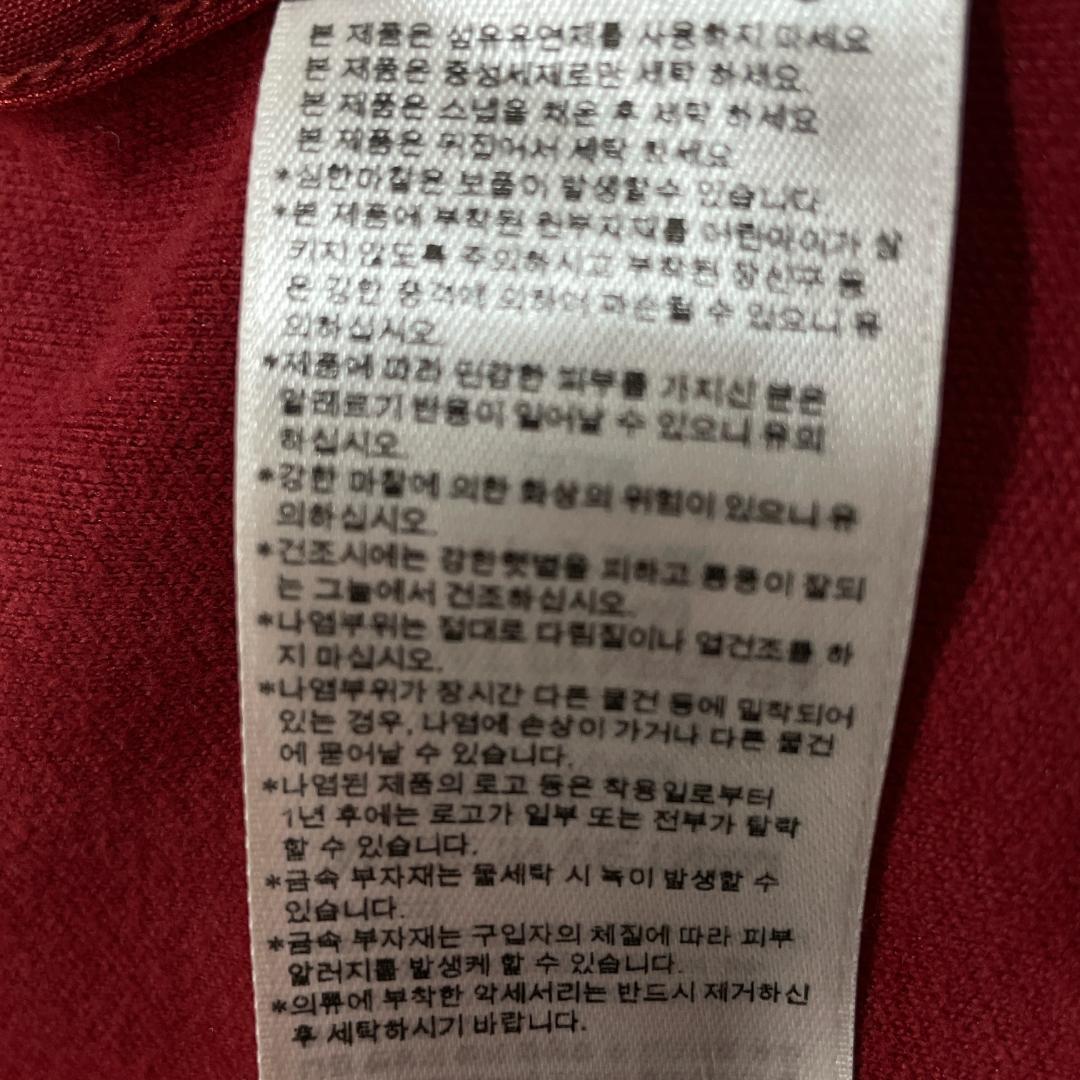 본 제품은 섬유유연제를 사용하지 마세요
본 제품은 중성세제로만 세탁 하세요.
본 제품은 스냅을 채운 후 세탁 하세요
본 제품은 뒤집어서 세탁 하세요
*심한마찰은 보풀이 발생할수 있습니다.
*본 제품에 부착된 원부자재를 어린아이가 삼
키지 않도록 주의하시고 부착된 장신구 등
은 강한 충격에 의하여 파손될 수 있으니 유
의하십시오.
*제품에 따라 민감한 피부를 가지신 분은
알레르기 반응이 일어날 수 있으니 유의
하십시오.
*강한 마찰에 의한 화상의 위험이 있으니 유
의하십시오.
*건조시에는 강한햇볕을 피하고 통풍이 잘되
는 그늘에서 건조하십시오.
*나염부위는 절대로 다림질이나 열건조를 하
지 마십시오.
*나염부위가 장시간 다른 물건 등에 밀착되어
있는 경우, 나염에 손상이 가거나 다른 물건
에 묻어날 수 있습니다.
*나염된 제품의 로고 등은 착용일로부터
1년 후에는 로고가 일부 또는 전부가 탈락
할 수 있습니다.
*금속 부자재는 물세탁 시 녹이 발생할 수
있습니다.
*금속 부자재는 구입자의 체질에 따라 피부
알러지를 발생케 할 수 있습니다.
*의류에 부착한 악세서리는 반드시 제거하신
후 세탁하시기 바랍니다.